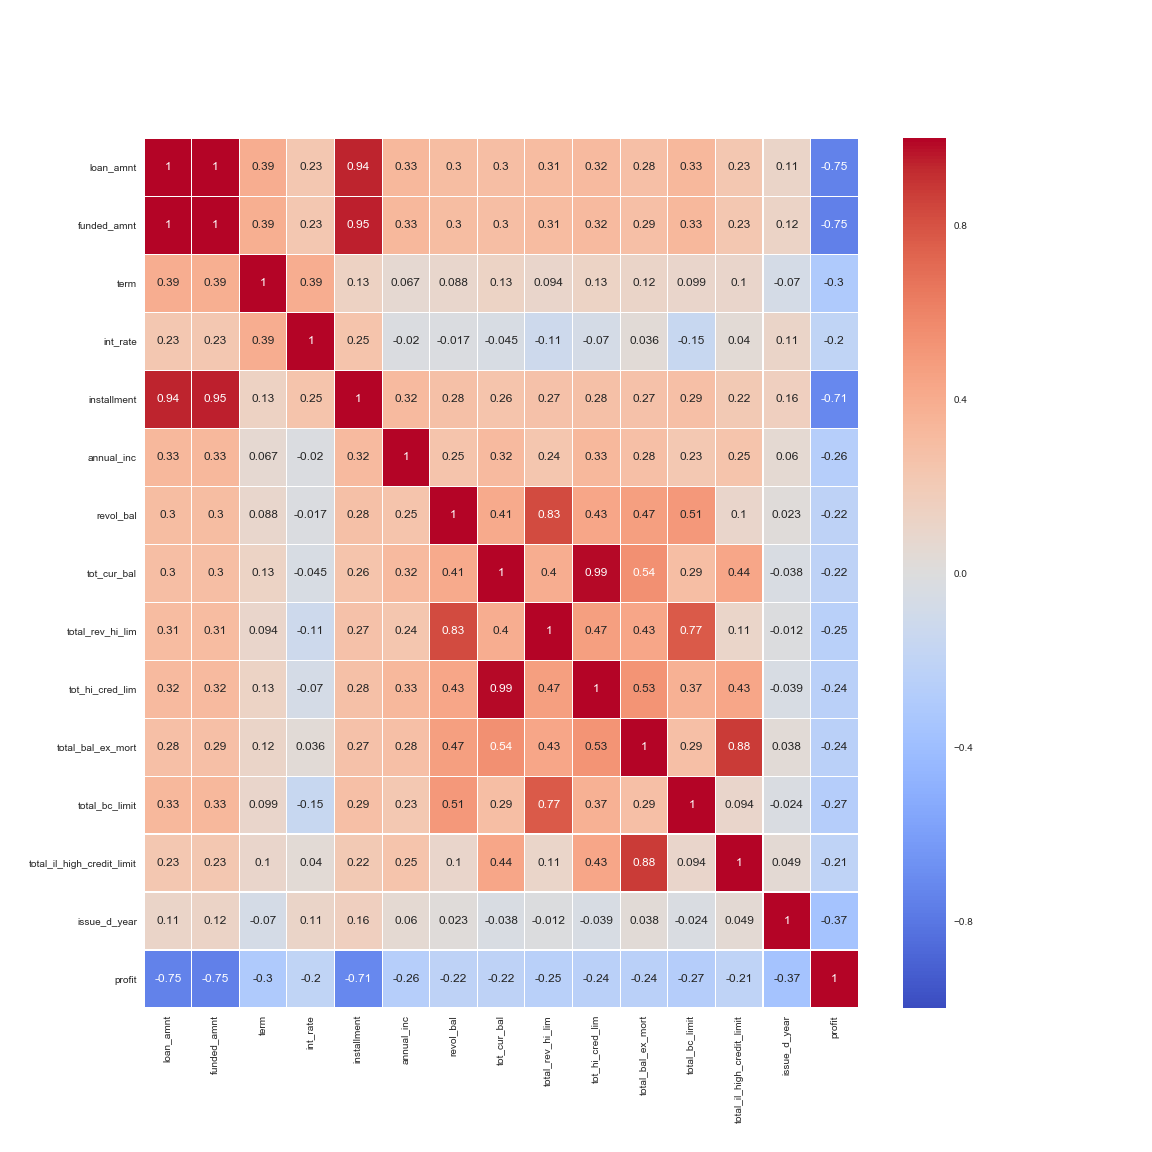 loan_amnt 1 1 0.39 0.23 0.94 0.33 0.3 0.3 0.31 0.32 0.28 0.33 0.23 0.11 -0.75
funded_amnt 1 1 0.39 0.23 0.95 0.33 0.3 0.3 0.31 0.32 0.29 0.33 0.23 0.12 -0.75
0.8
term 0.39 0.39 1 0.39 0.13 0.067 0.088 0.13 0.094 0.13 0.12 0.099 0.1 -0.07 -0.3
int_rate 0.23 0.23 0.39 1 0.25 -0.02 -0.017 -0.045 -0.11 -0.07 0.036 -0.15 0.04 0.11 -0.2
installment 0.94 0.95 0.13 0.25 1 0.32 0.28 0.26 0.27 0.28 0.27 0.29 0.22 0.16 -0.71
0.4
annual_inc 0.33 0.33 0.067 -0.02 0.32 1 0.25 0.32 0.24 0.33 0.28 0.23 0.25 0.06 -0.26
revol_bal 0.3 0.3 0.088 -0.017 0.28 0.25 1 0.41 0.83 0.43 0.47 0.51 0.1 0.023 -0.22
tot_cur_bal 0.3 0.3 0.13 -0.045 0.26 0.32 0.41 1 0.4 0.99 0.54 0.29 0.44 -0.038 -0.22
0.0
total_rev_hi_lim 0.31 0.31 0.094 -0.11 0.27 0.24 0.83 0.4 1 0.47 0.43 0.77 0.11 -0.012 -0.25
tot_hi_cred_lim 0.32 0.32 0.13 -0.07 0.28 0.33 0.43 0.99 0.47 1 0.53 0.37 0.43 -0.039 -0.24
total_bal_ex_mort 0.28 0.29 0.12 0.036 0.27 0.28 0.47 0.54 0.43 0.53 1 0.29 0.88 0.038 -0.24
−0.4
total_bc_limit 0.33 0.33 0.099 -0.15 0.29 0.23 0.51 0.29 0.77 0.37 0.29 1 0.094 -0.024 -0.27
total_il_high_credit_limit 0.23 0.23 0.1 0.04 0.22 0.25 0.1 0.44 0.11 0.43 0.88 0.094 1 0.049 -0.21
issue_d_year 0.11 0.12 -0.07 0.11 0.16 0.06 0.023 -0.038 -0.012 -0.039 0.038 -0.024 0.049 1 -0.37
−0.8
profit -0.75 -0.75 -0.3 -0.2 -0.71 -0.26 -0.22 -0.22 -0.25 -0.24 -0.24 -0.27 -0.21 -0.37 1
loan_amnt
funded_amnt
term
int_rate
installment
annual_inc
revol_bal
tot_cur_bal
total_rev_hi_lim
tot_hi_cred_lim
total_bal_ex_mort
total_bc_limit
total_il_high_credit_limit
issue_d_year
profit